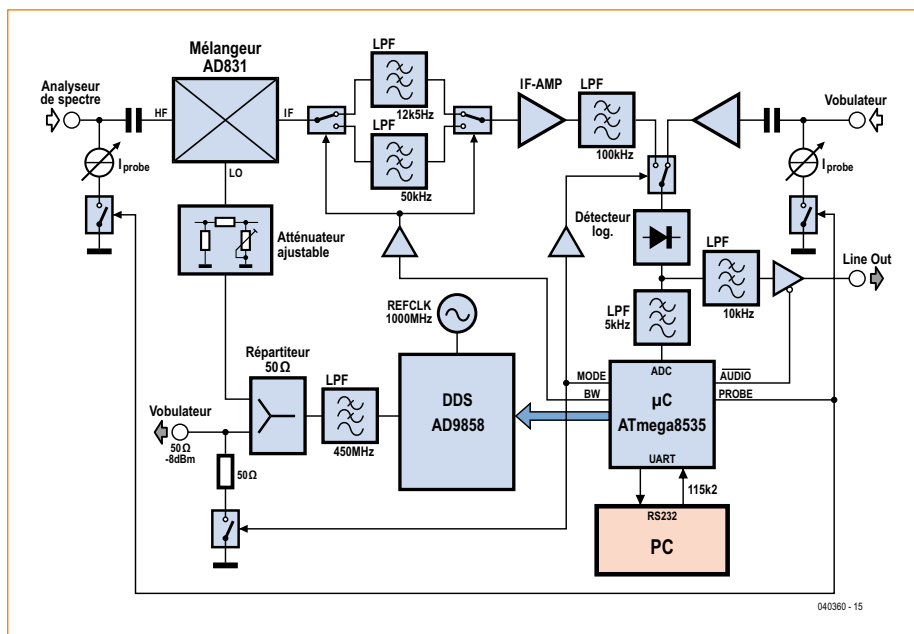 Mélangeur
AD831
Analyseur
de spectre
HF
IF
LO
I probe
LPF
12k5Hz
LPF
50kHz
IF-AMP
LPF
100kHz
Vobulateur
I probe
Atténuateur
ajustable
Détecteur
log.
LPF
10kHz
Line Out
LPF
5kHz
REFCLK
1000MHz
Répartiteur
50Ω
LPF
450MHz
DDS
AD9858
MODE
BW
ADC
AUDIO
PROBE
µC
ATmega8535
UART
Vobulateur
50Ω
-8dBm
50Ω
115k2
RS232
PC
040360 - 15